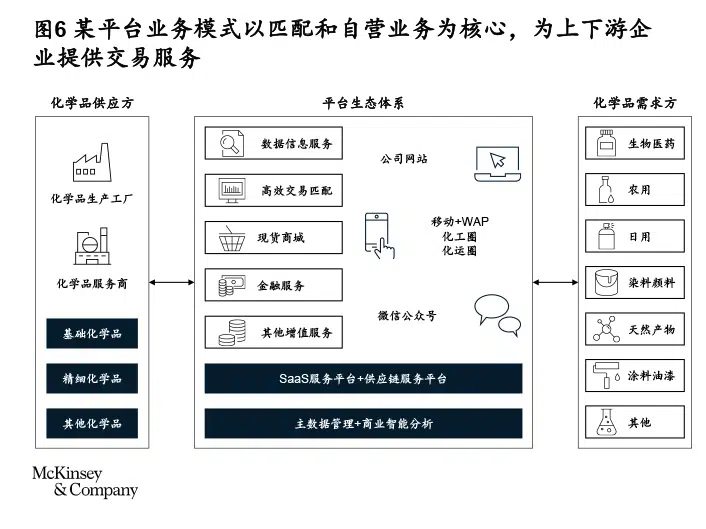 图6 某平台业务模式以匹配和自营业务为核心，为上下游企
业提供交易服务
化学品供应方
化学品生产工厂
化学品服务商
基础化学品
精细化学品
其他化学品
平台生态体系
数据信息服务
高效交易匹配
现货商城
金融服务
其他增值服务
公司网站
移动+WAP
化工圈
化运圈
微信公众号
SaaS服务平台+供应链服务平台
主数据管理+商业智能分析
化学品需求方
生物医药
农用
日用
染料颜料
天然产物
涂料油漆
其他
McKinsey
& Company